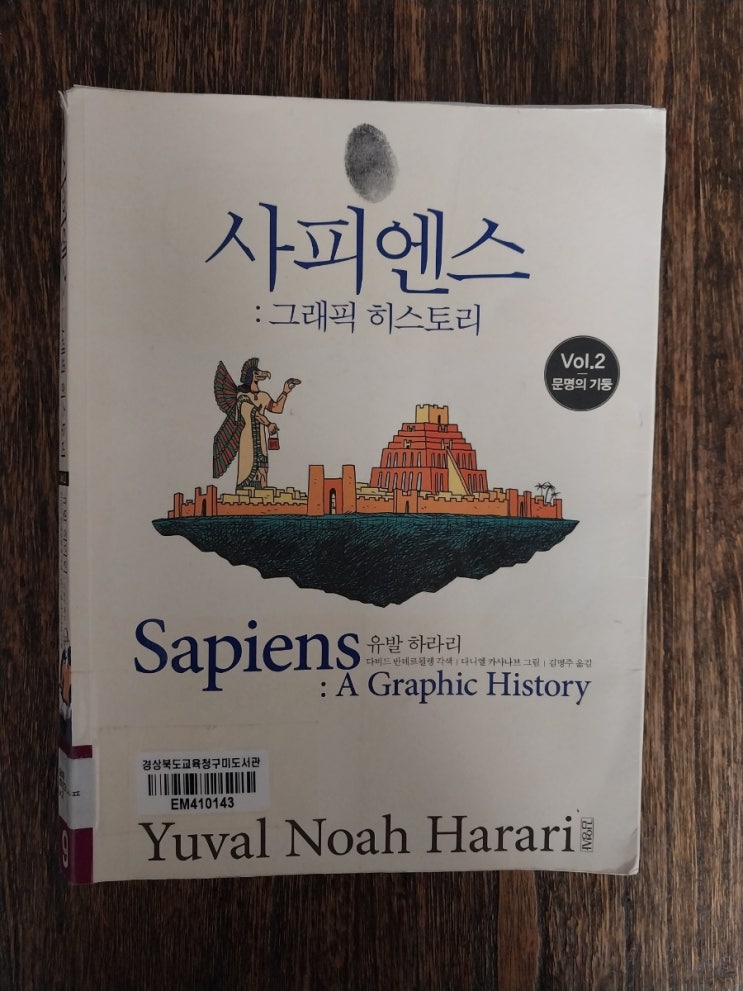 사피엔스
: 그래픽 히스토리
Vol.2
문명의 기둥
Sapiens
유발 하라리
다비드 반데르묄렝 각색 | 다니엘 카사나브 그림 | 김명주 옮김
: A Graphic History
경상북도교육청구미도서관
EM410143
Yuval Noah Harari
김영사
9